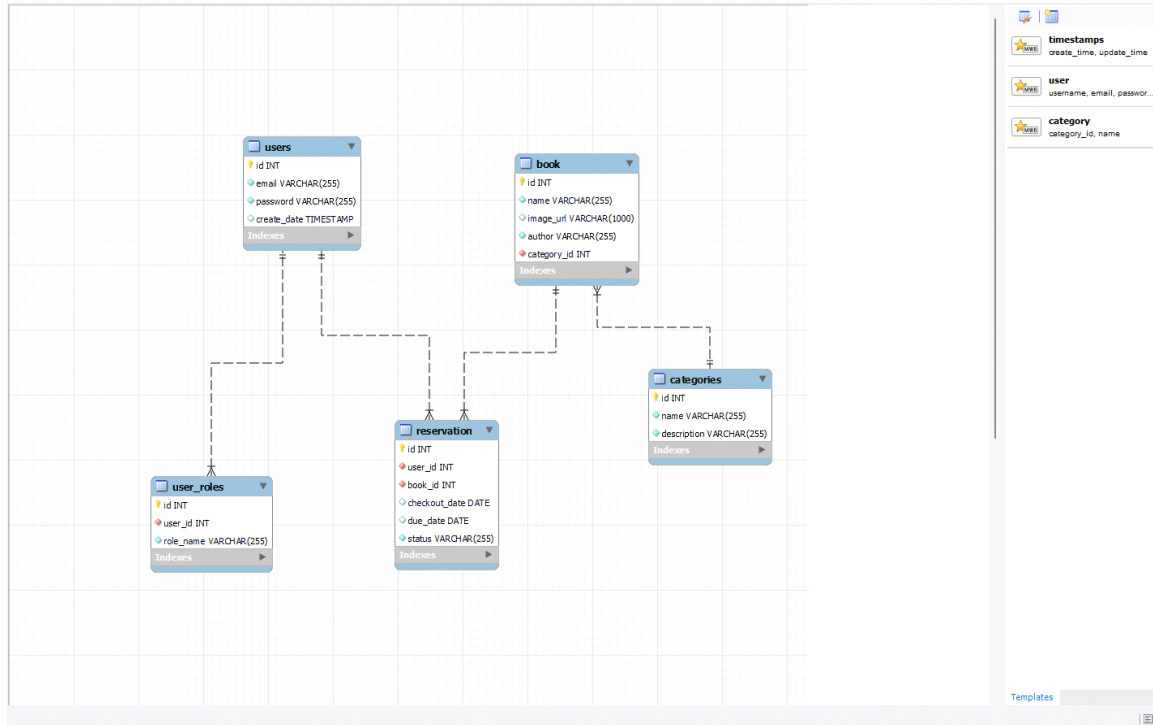 users
id INT
email VARCHAR(255)
password VARCHAR(255)
create_date TIMESTAMP
Indexes
book
id INT
name VARCHAR(255)
image_url VARCHAR(1000)
author VARCHAR(255)
category_id INT
Indexes
categories
id INT
name VARCHAR(255)
description VARCHAR(255)
Indexes
reservation
id INT
user_id INT
book_id INT
checkout_date DATE
due_date DATE
status VARCHAR(255)
Indexes
user_roles
id INT
user_id INT
role_name VARCHAR(255)
Indexes
MWB
timestamps
create_time, update_time
MWB
user
username, email, passwor...
MWB
category
category_id, name
Templates